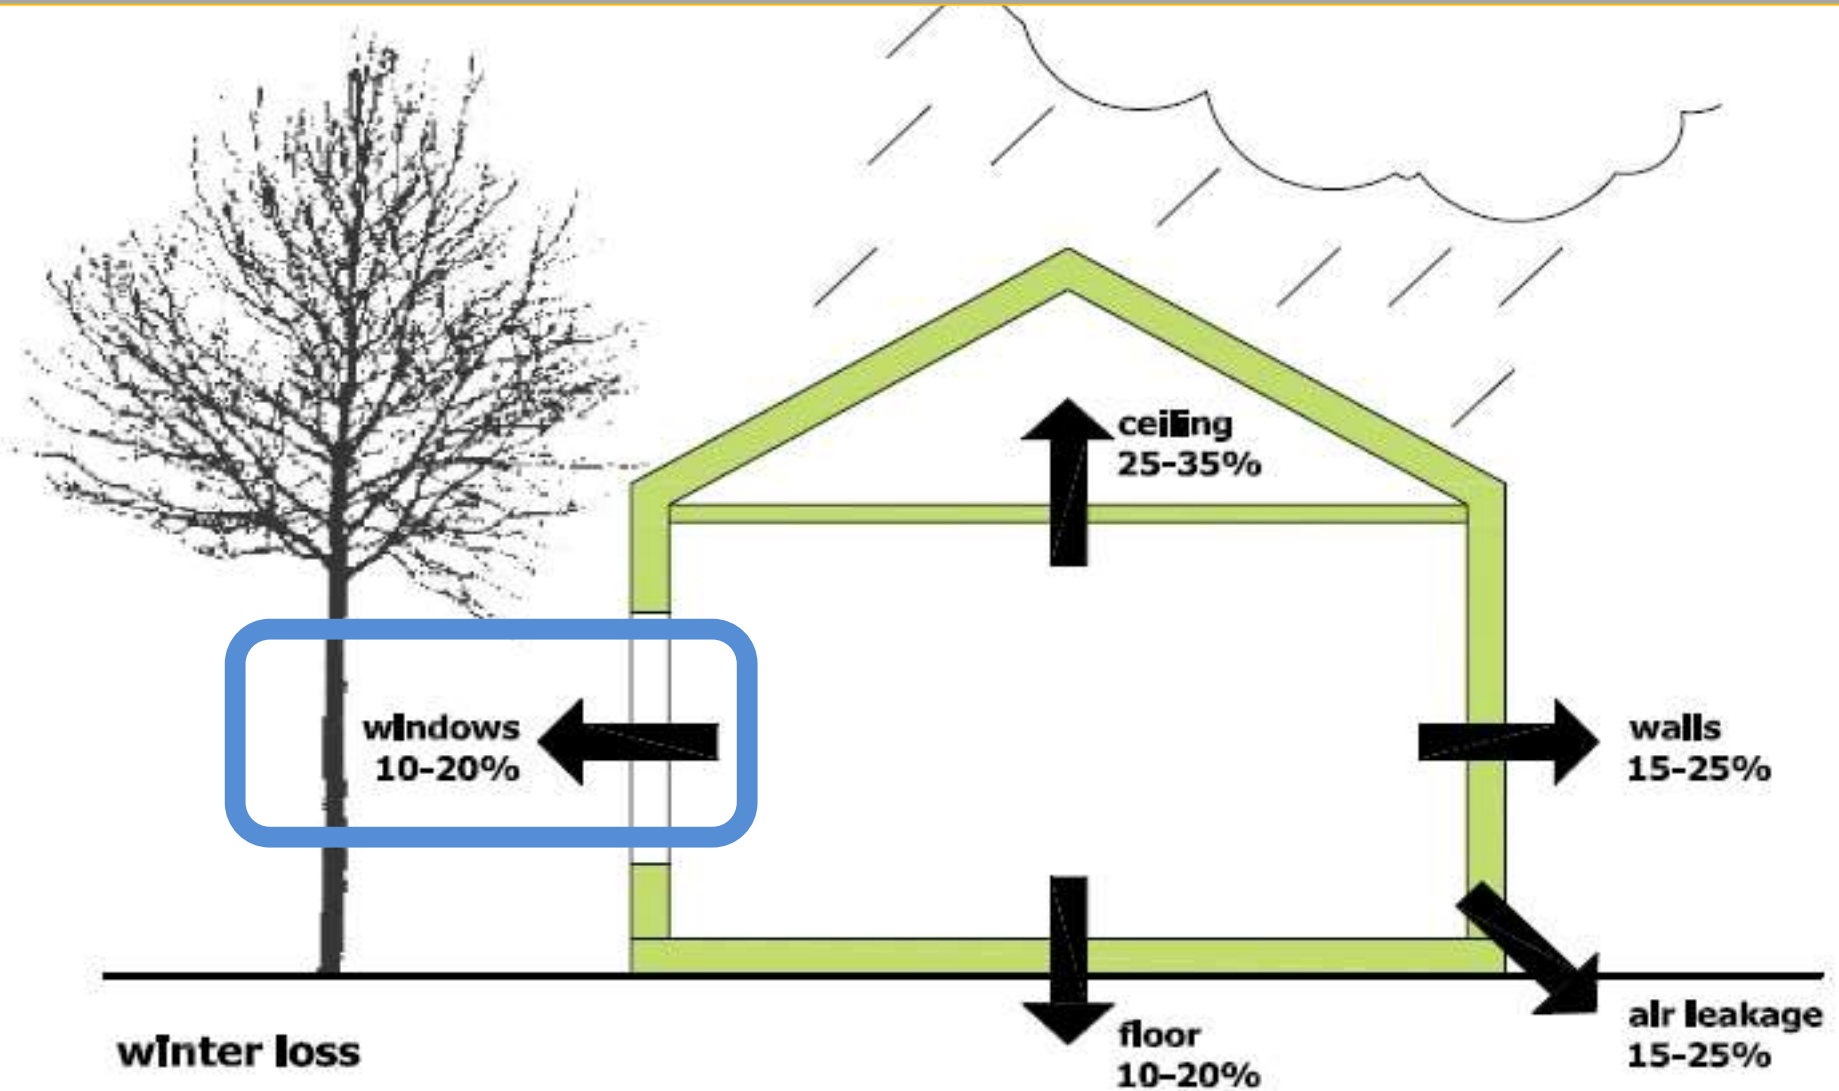 ceiling
25-35%
windows
10-20%
walls
15-25%
air leakage
15-25%
floor
10-20%
winter loss